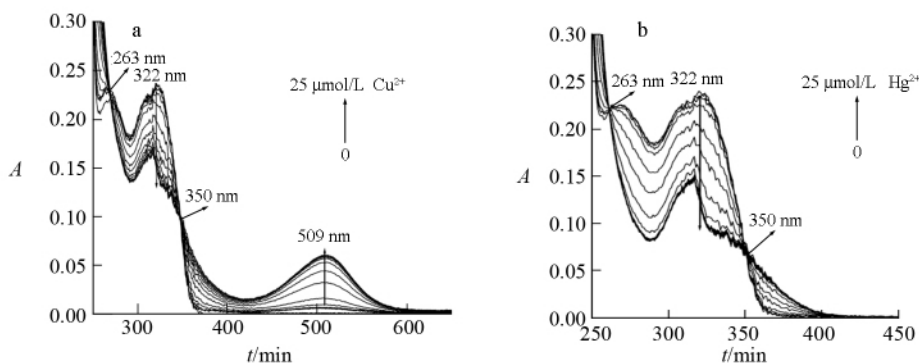 a
0.30
0.25
0.20
0.15
0.10
0.05
0.00
A
263 nm
322 nm
25 μmol/L Cu²⁺
0
350 nm
509 nm
300
400
500
600
t/min
b
0.30
0.25
0.20
0.15
0.10
0.05
0.00
A
263 nm
322 nm
25 μmol/L Hg²⁺
0
350 nm
250
300
350
400
450
t/min